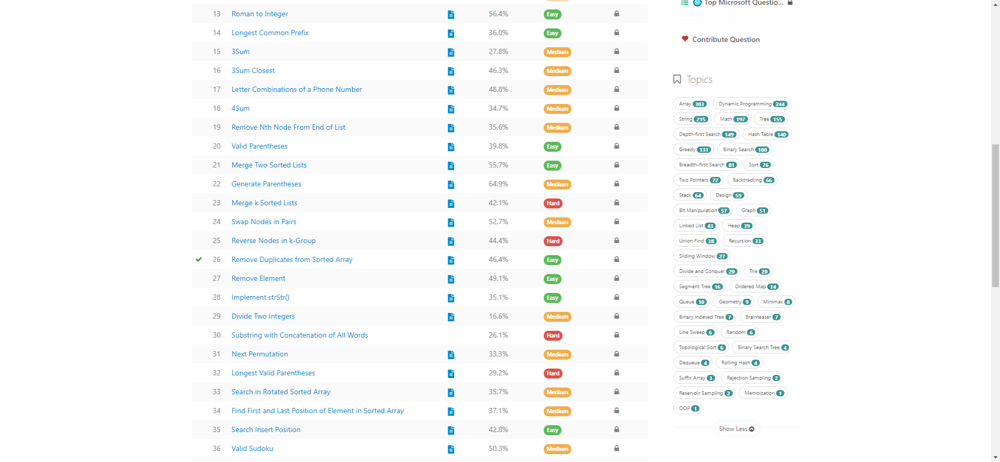 13 Roman to Integer 56.4% Easy
14 Longest Common Prefix 36.0% Easy
15 3Sum 27.8% Medium
16 3Sum Closest 46.3% Medium
17 Letter Combinations of a Phone Number 48.8% Medium
18 4Sum 34.7% Medium
19 Remove Nth Node From End of List 35.6% Medium
20 Valid Parentheses 39.8% Easy
21 Merge Two Sorted Lists 55.7% Easy
22 Generate Parentheses 64.9% Medium
23 Merge k Sorted Lists 42.1% Hard
24 Swap Nodes in Pairs 52.7% Medium
25 Reverse Nodes in k-Group 44.4% Hard
26 Remove Duplicates from Sorted Array 46.4% Easy
27 Remove Element 49.1% Easy
28 Implement strStr() 35.1% Easy
29 Divide Two Integers 16.6% Medium
30 Substring with Concatenation of All Words 26.1% Hard
31 Next Permutation 33.3% Medium
32 Longest Valid Parentheses 29.2% Hard
33 Search in Rotated Sorted Array 35.7% Medium
34 Find First and Last Position of Element in Sorted Array 37.1% Medium
35 Search Insert Position 42.8% Easy
36 Valid Sudoku 50.3% Medium
M Top Microsoft Questio...
Contribute Question
Topics
Array 303 Dynamic Programming 244
String 215 Math 197 Tree 155
Depth-first Search 149 Hash Table 140
Greedy 131 Binary Search 100
Breadth-first Search 81 Sort 76
Two Pointers 72 Backtracking 66
Stack 64 Design 59
Bit Manipulation 57 Graph 51
Linked List 43 Heap 39
Union Find 38 Recursion 33
Sliding Window 27
Divide and Conquer 20 Trie 20
Segment Tree 16 Ordered Map 14
Queue 10 Geometry 9 Minimax 8
Binary Indexed Tree 7 Brainteaser 7
Line Sweep 6 Random 6
Topological Sort 6 Binary Search Tree 4
Dequeue 4 Rolling Hash 4
Suffix Array 3 Rejection Sampling 2
Reservoir Sampling 2 Memoization 1
OOP 1
Show Less